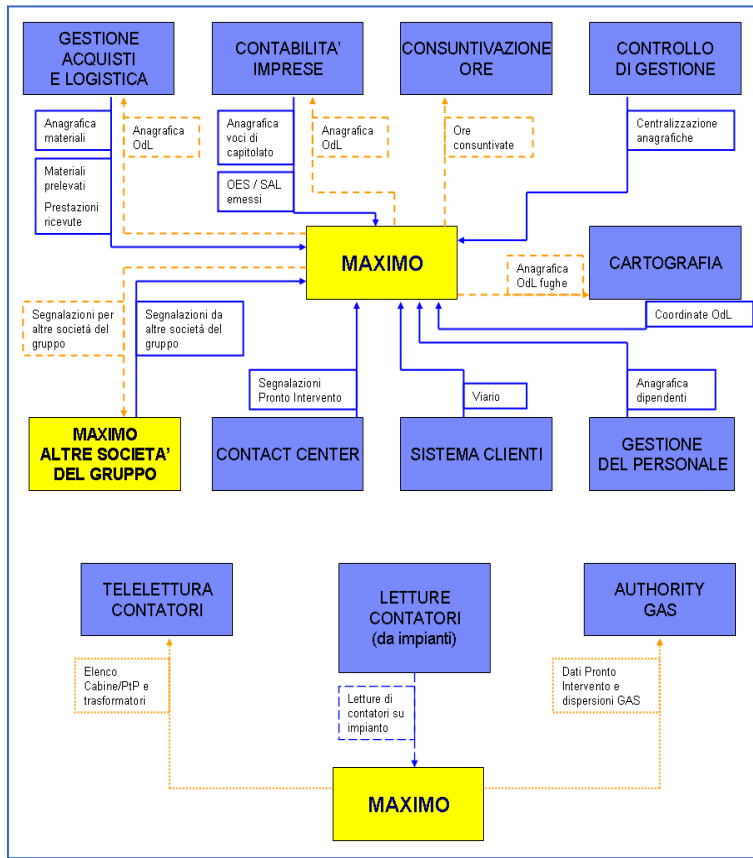 GESTIONE
ACQUISTI
E LOGISTICA
CONTABILITA'
IMPRESE
CONSUNTIVAZIONE
ORE
CONTROLLO
DI GESTIONE
Anagrafica
materiali
Anagrafica
OdL
Anagrafica
voci di
capitolato
Anagrafica
OdL
Ore
consuntivate
Centralizzazione
anagrafiche
Materiali
prelevati
Prestazioni
ricevute
OES / SAL
emessi
MAXIMO
Anagrafica
OdL fughe
CARTOGRAFIA
Segnalazioni per
altre società del
gruppo
Segnalazioni da
altre società del
gruppo
Coordinate OdL
Segnalazioni
Pronto Intervento
Viario
Anagrafica
dipendenti
MAXIMO
ALTRE SOCIETA'
DEL GRUPPO
CONTACT CENTER
SISTEMA CLIENTI
GESTIONE
DEL PERSONALE
TELELETTURA
CONTATORI
LETTURE
CONTATORI
(da impianti)
AUTHORITY
GAS
Elenco
Cabine/PtP e
trasformatori
Letture di
contatori su
impianto
Dati Pronto
Intervento e
dispersioni GAS
MAXIMO